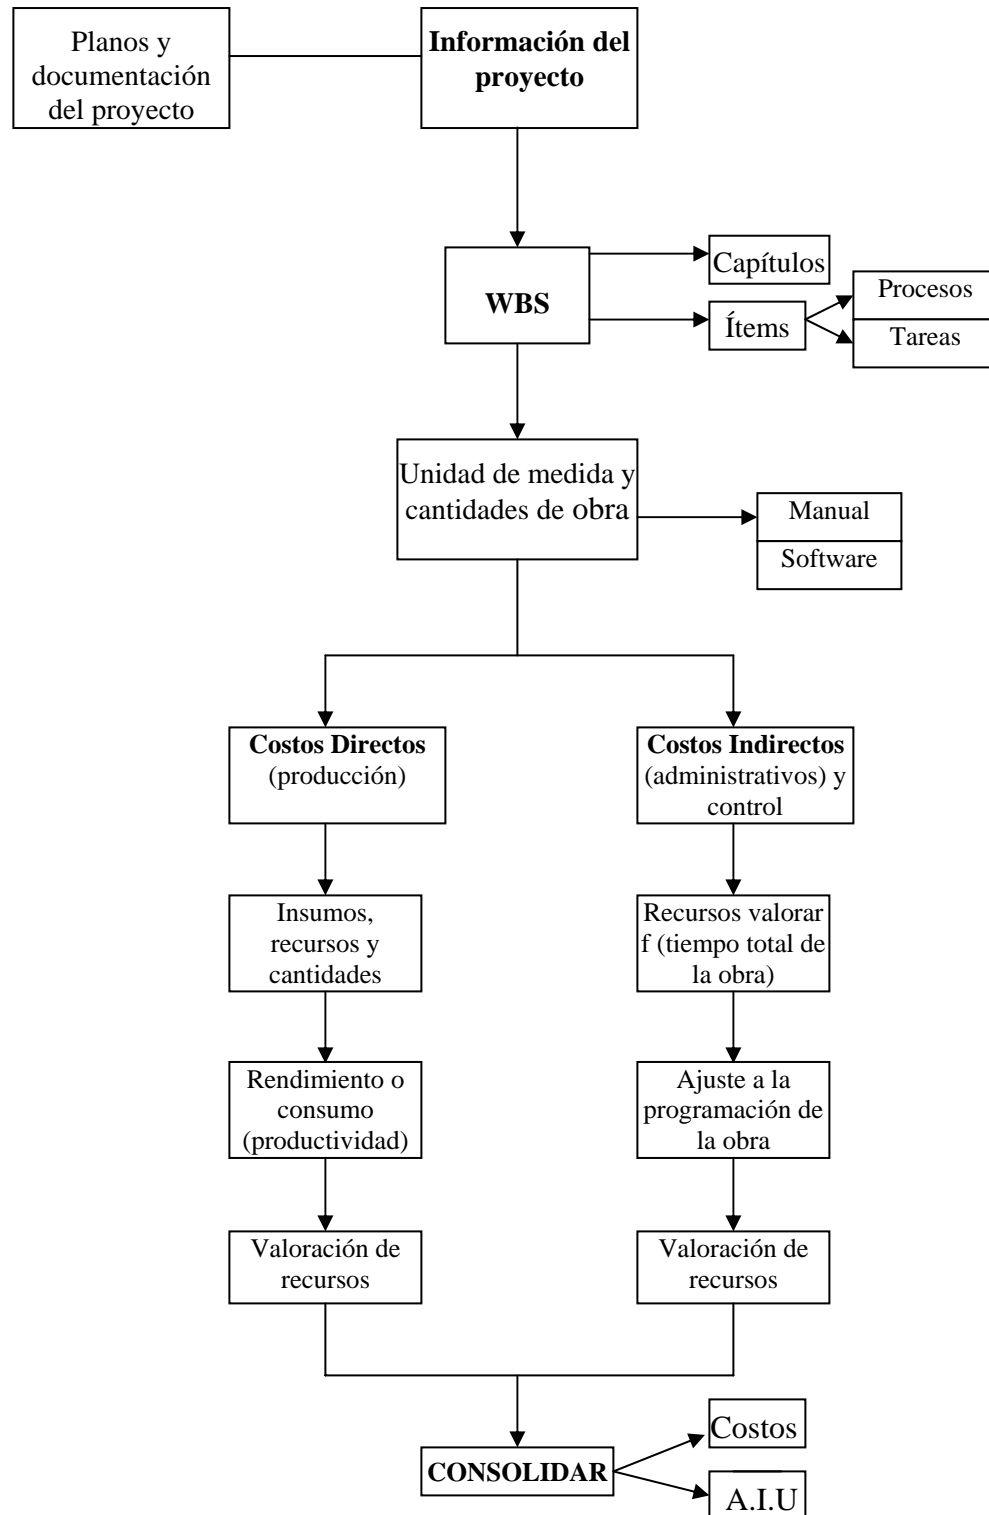 Planos y
documentación
del proyecto
Información del
proyecto
WBS
Capítulos
Ítems
Procesos
Tareas
Unidad de medida y
cantidades de obra
Manual
Software
Costos Directos
(producción)
Costos Indirectos
(administrativos) y
control
Insumos,
recursos y
cantidades
Recursos valorar
f (tiempo total de
la obra)
Rendimiento o
consumo
(productividad)
Ajuste a la
programación de
la obra
Valoración de
recursos
Valoración de
recursos
CONSOLIDAR
Costos
A.I.U